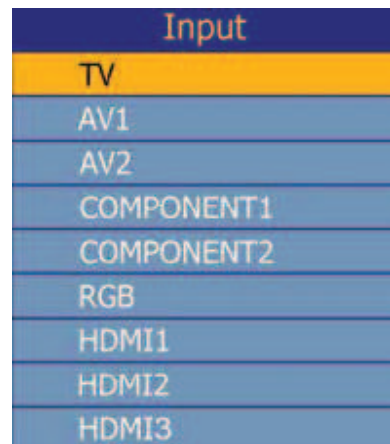 Input
TV
AV1
AV2
COMPONENT1
COMPONENT2
RGB
HDMI1
HDMI2
HDMI3